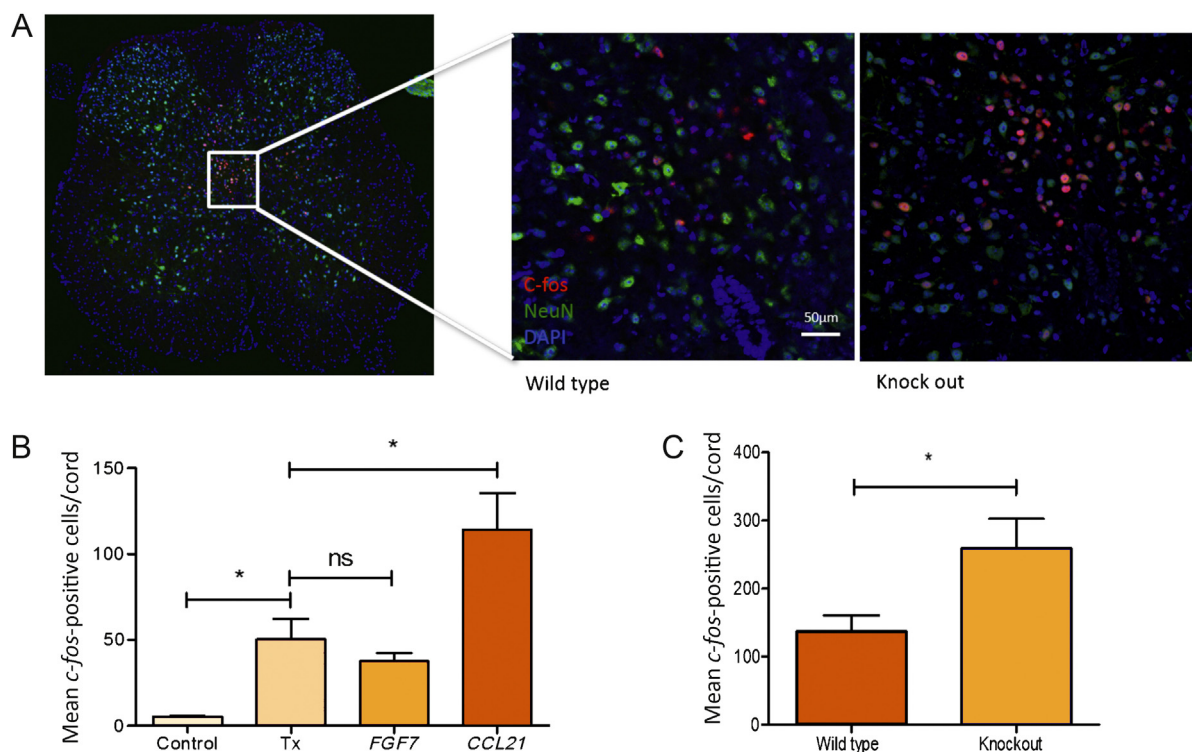 A
C-fos
NeuN
DAPI
50µm
Wild type
Knock out
B
Mean c-fos-positive cells/cord
150
100
50
0
*
ns
*
Control
Tx
FGF7
CCL21
C
Mean c-fos-positive cells/cord
400
300
200
100
0
*
Wild type
Knockout